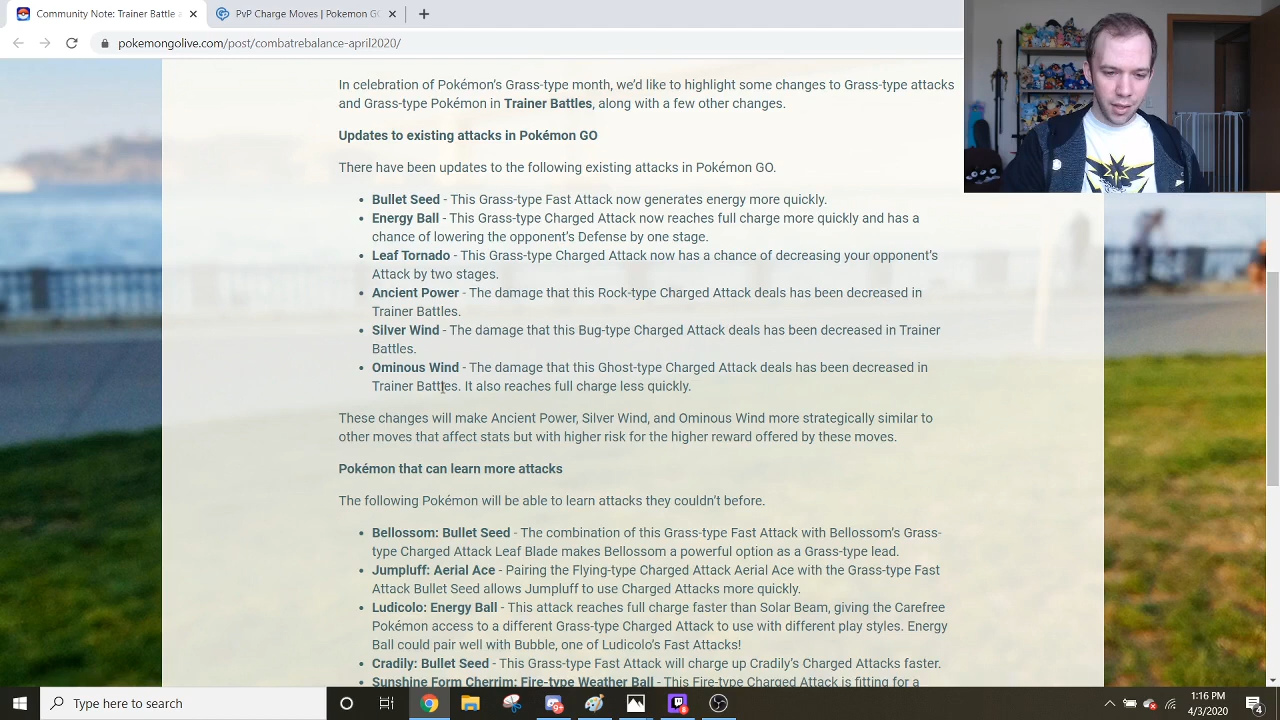 Community Note: Trainer Battle
PvP Charge Moves | Pokémon GO
pokemongolive.com/post/combatrebalance-april2020/
In celebration of Pokémon's Grass-type month, we'd like to highlight some changes to Grass-type attacks
and Grass-type Pokémon in Trainer Battles, along with a few other changes.
Updates to existing attacks in Pokémon GO
There have been updates to the following existing attacks in Pokémon GO.
• Bullet Seed - This Grass-type Fast Attack now generates energy more quickly.
• Energy Ball - This Grass-type Charged Attack now reaches full charge more quickly and has a
chance of lowering the opponent's Defense by one stage.
• Leaf Tornado - This Grass-type Charged Attack now has a chance of decreasing your opponent's
Attack by two stages.
• Ancient Power - The damage that this Rock-type Charged Attack deals has been decreased in
Trainer Battles.
• Silver Wind - The damage that this Bug-type Charged Attack deals has been decreased in Trainer
Battles.
• Ominous Wind - The damage that this Ghost-type Charged Attack deals has been decreased in
Trainer Battles. It also reaches full charge less quickly.
These changes will make Ancient Power, Silver Wind, and Ominous Wind more strategically similar to
other moves that affect stats but with higher risk for the higher reward offered by these moves.
Pokémon that can learn more attacks
The following Pokémon will be able to learn attacks they couldn't before.
• Bellossom: Bullet Seed - The combination of this Grass-type Fast Attack with Bellossom's Grass-
type Charged Attack Leaf Blade makes Bellossom a powerful option as a Grass-type lead.
• Jumpluff: Aerial Ace - Pairing the Flying-type Charged Attack Aerial Ace with the Grass-type Fast
Attack Bullet Seed allows Jumpluff to use Charged Attacks more quickly.
• Ludicolo: Energy Ball - This attack reaches full charge faster than Solar Beam, giving the Carefree
Pokémon access to a different Grass-type Charged Attack to use with different play styles. Energy
Ball could pair well with Bubble, one of Ludicolo's Fast Attacks!
• Cradily: Bullet Seed - This Grass-type Fast Attack will charge up Cradily's Charged Attacks faster.
• Sunshine Form Cherrim: Fire-type Weather Ball - This Fire-type Charged Attack is fitting for a
Type here to search
1:16 PM
4/3/2020
4